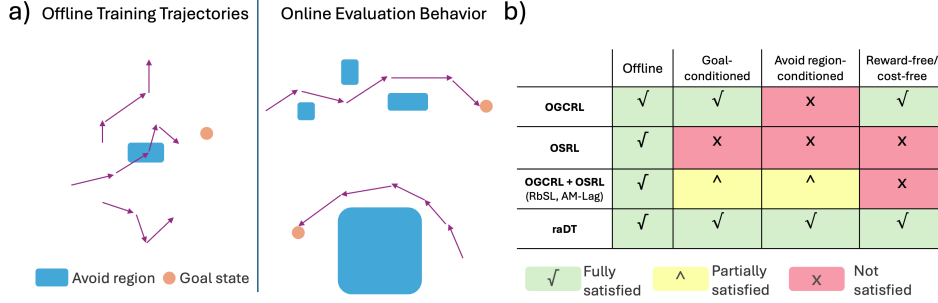 a) Offline Training Trajectories
Online Evaluation Behavior
Avoid region
Goal state
b)
Offline
Goal-
conditioned
Avoid region-
conditioned
Reward-free/
cost-free
OGCRL √ √ x √
OSRL √ x x x
OGCRL + OSRL
(RbSL, AM-Lag) √ ^ ^ x
raDT √ √ √ √
√ Fully
satisfied
^ Partially
satisfied
x Not
satisfied